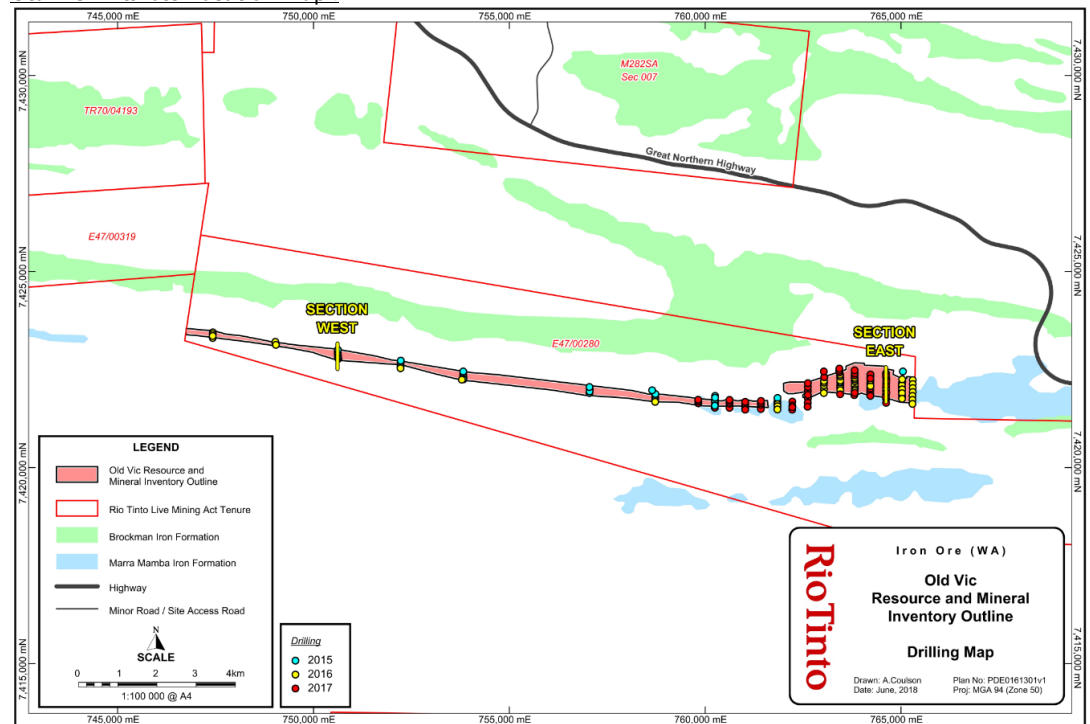 745,000 mE
750,000 mE
755,000 mE
760,000 mE
765,000 mE
7,430,000 mN
7,430,000 mN
M282SA
Sec 007
TR70/04193
Great Northern Highway
E47/00319
7,425,000 mN
7,425,000 mN
SECTION
WEST
SECTION
EAST
E47/00280
7,420,000 mN
7,420,000 mN
LEGEND
Old Vic Resource and
Mineral Inventory Outline
Rio Tinto Live Mining Act Tenure
Brockman Iron Formation
Marra Mamba Iron Formation
Highway
Minor Road / Site Access Road
N
SCALE
0 1 2 3 4km
1:100 000 @ A4
Drilling
2015
2016
2017
RioTinto
Iron Ore (WA)
Old Vic
Resource and Mineral
Inventory Outline
Drilling Map
Drawn: A.Coulson
Plan No: PDE0161301v1
Date: June, 2018
Proj: MGA 94 (Zone 50)
7,415,000 mN
7,415,000 mN
745,000 mE
750,000 mE
755,000 mE
760,000 mE
765,000 mE